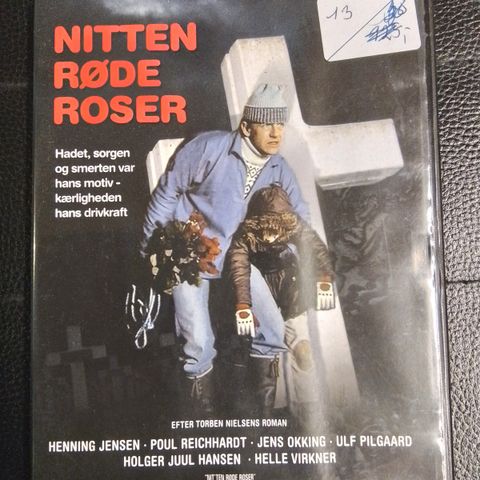 13
NITTEN
RØDE
ROSER
Hadet, sorgen
og smerten var
hans motiv -
kærligheden
hans drivkraft
EFTER TORBEN NIELSENS ROMAN
HENNING JENSEN · POUL REICHHARDT · JENS OKKING · ULF PILGAARD
HOLGER JUUL HANSEN · HELLE VIRKNER ·
"NITTEN RØDE ROSER"